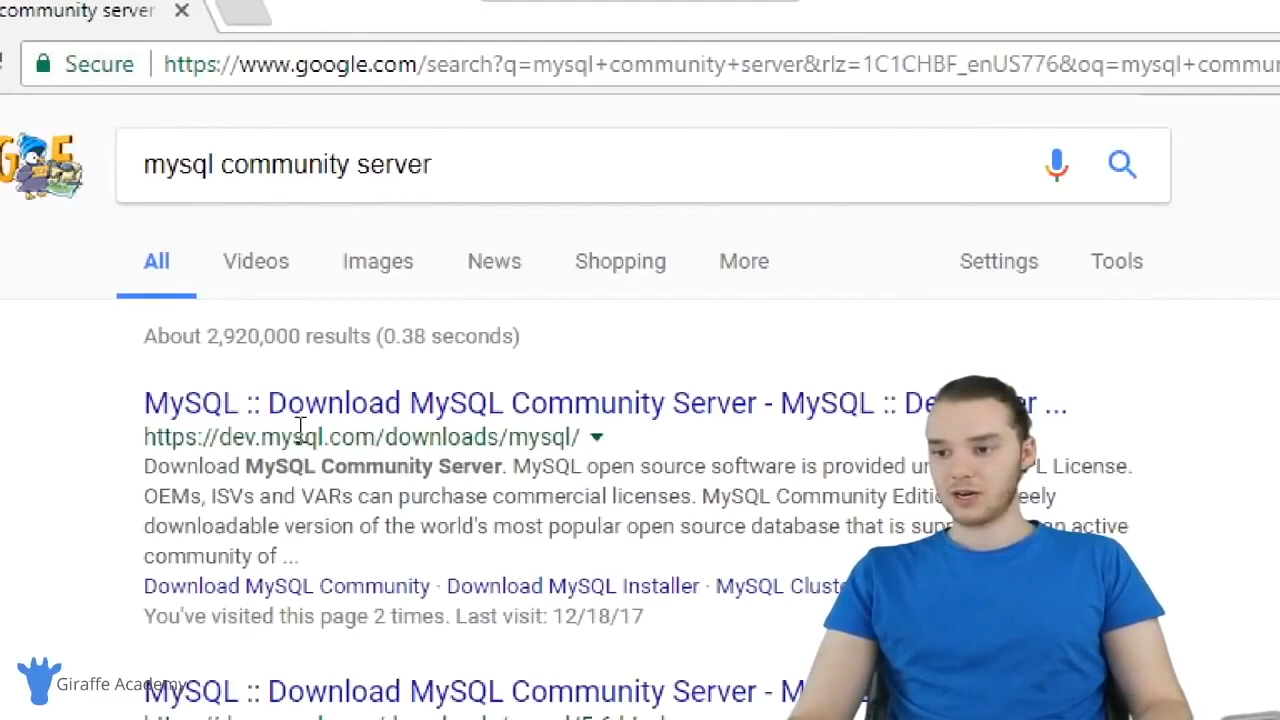 community server
Secure https://www.google.com/search?q=mysql+community+server&rlz=1C1CHBF_enUS776&oq=mysql+commu
mysql community server
All Videos Images News Shopping More Settings Tools
About 2,920,000 results (0.38 seconds)
MySQL :: Download MySQL Community Server - MySQL :: De ...
https://dev.mysql.com/downloads/mysql/
Download MySQL Community Server. MySQL open source software is provided L License.
OEMs, ISVs and VARs can purchase commercial licenses. MySQL Community
downloadable version of the world's most popular open source database that is active
community of ...
Download MySQL Community · Download MySQL Installer · MySQL
You've visited this page 2 times. Last visit: 12/18/17
Giraffe Academy
MySQL :: Download MySQL Community Server - M